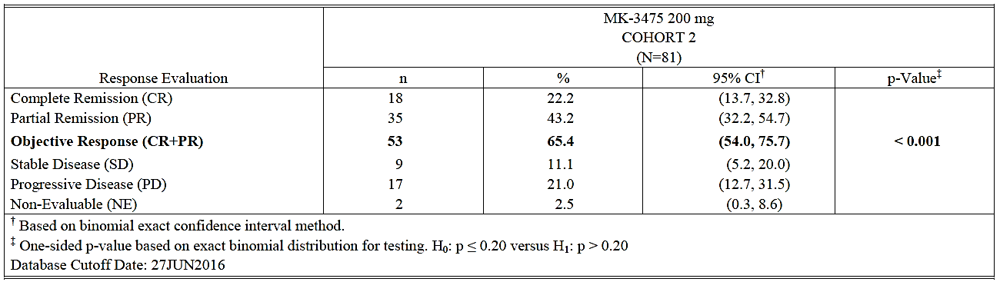 MK-3475 200 mg
COHORT 2
(N=81)
Response Evaluation n % 95% CI† p-Value‡
Complete Remission (CR) 18 22.2 (13.7, 32.8)
Partial Remission (PR) 35 43.2 (32.2, 54.7)
Objective Response (CR+PR) 53 65.4 (54.0, 75.7) < 0.001
Stable Disease (SD) 9 11.1 (5.2, 20.0)
Progressive Disease (PD) 17 21.0 (12.7, 31.5)
Non-Evaluable (NE) 2 2.5 (0.3, 8.6)
† Based on binomial exact confidence interval method.
‡ One-sided p-value based on exact binomial distribution for testing. H0: p ≤ 0.20 versus H1: p > 0.20
Database Cutoff Date: 27JUN2016